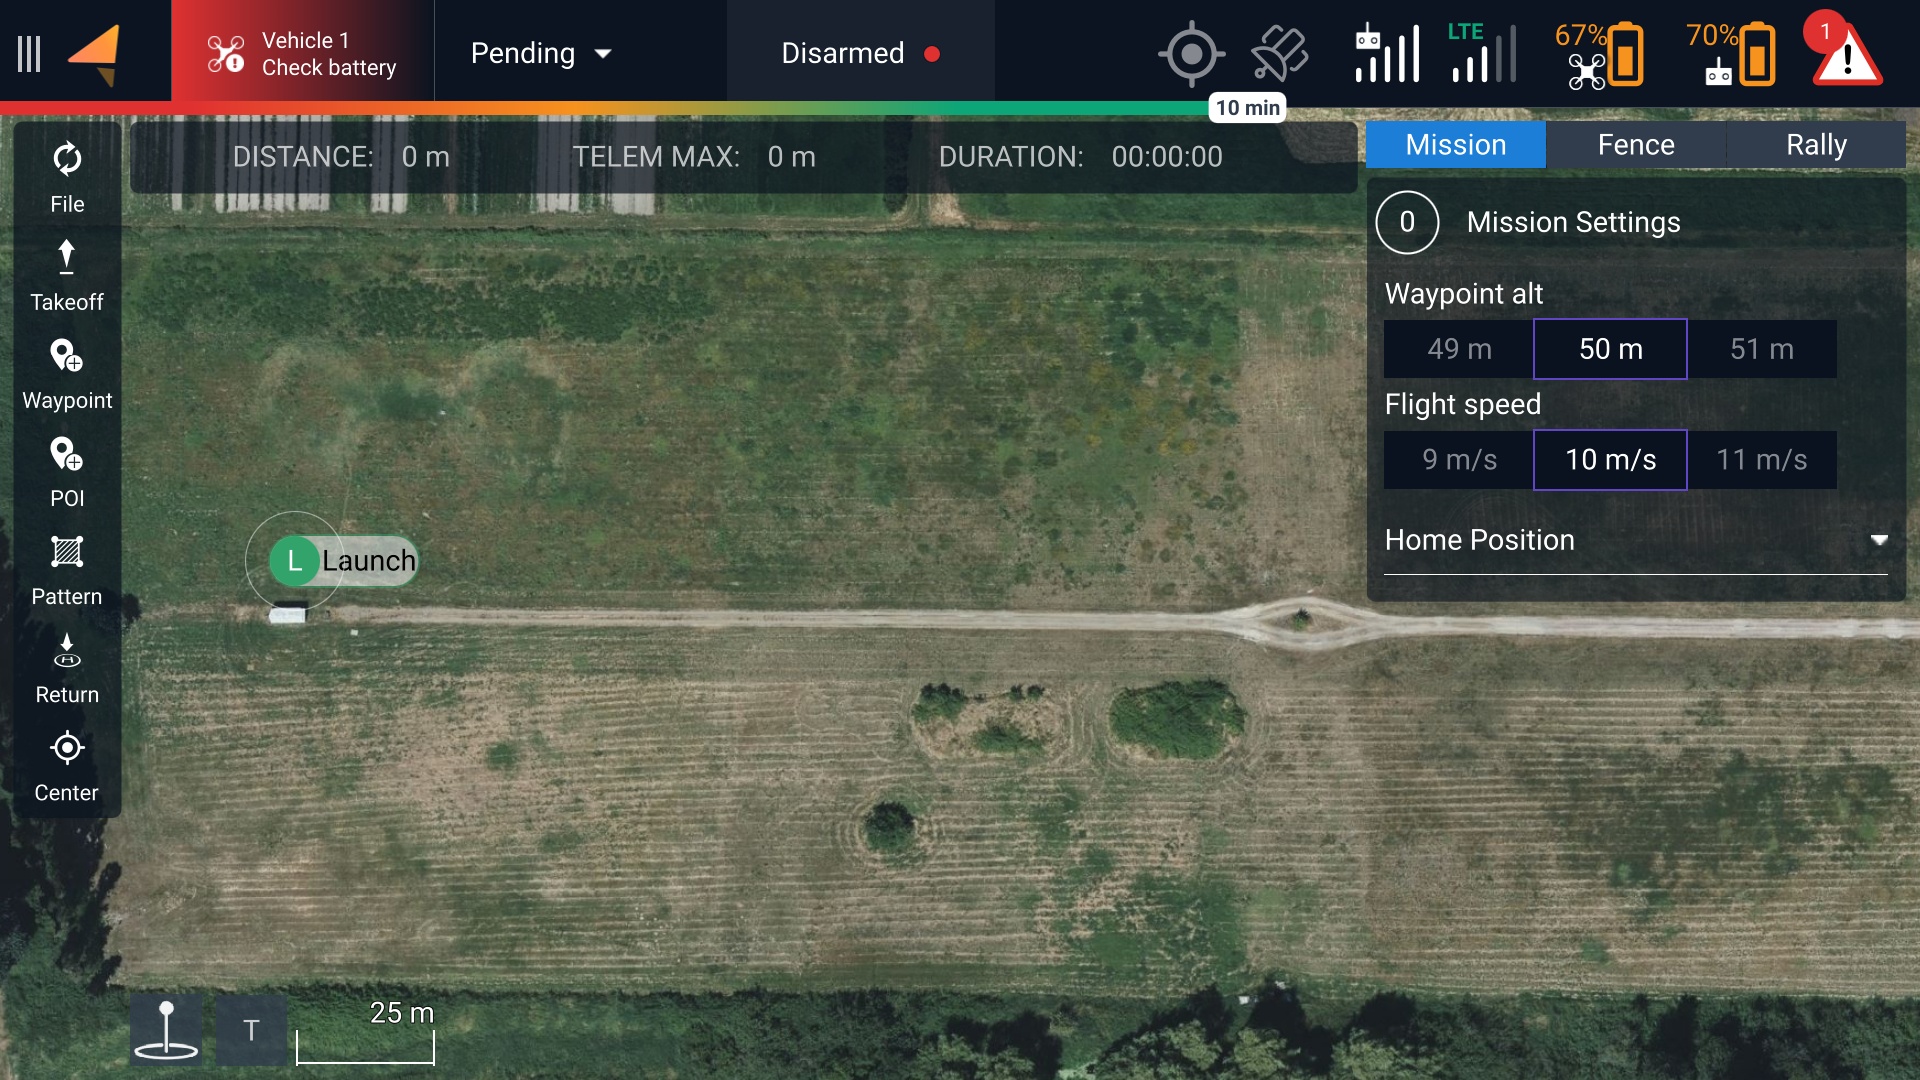 Vehicle 1
Check battery
Pending
Disarmed
LTE
67%
70%
1
10 min
DISTANCE: 0 m
TELEM MAX: 0 m
DURATION: 00:00:00
File
Takeoff
Waypoint
POI
Pattern
Return
H
Center
L Launch
Mission
Fence
Rally
0 Mission Settings
Waypoint alt
49 m
50 m
51 m
Flight speed
9 m/s
10 m/s
11 m/s
Home Position
T
25 m